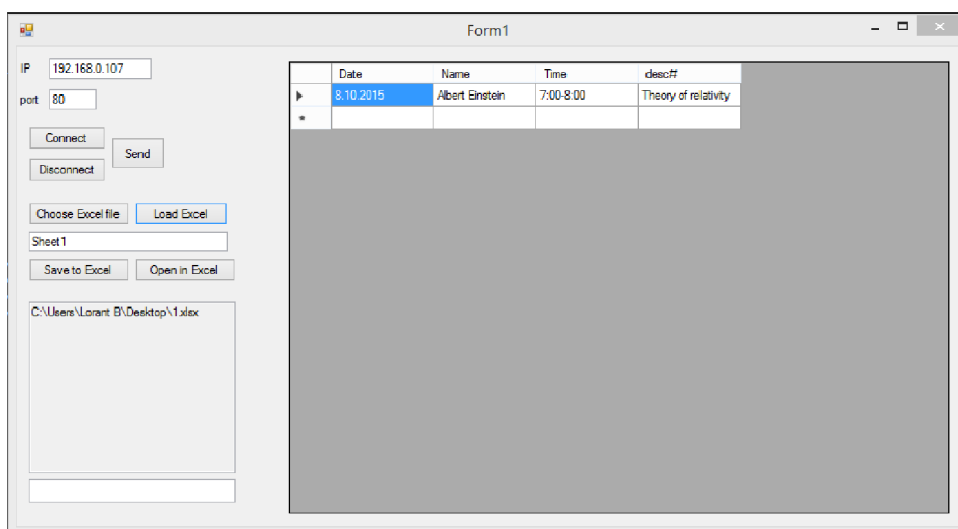 Form1
IP 192.168.0.107
port 80
Connect
Send
Disconnect
Choose Excel file Load Excel
Sheet1
Save to Excel Open in Excel
C:\Users\Lorant B\Desktop\1.xlsx
Date Name Time desc#
8.10.2015 Albert Einstein 7:00-8:00 Theory of relativity